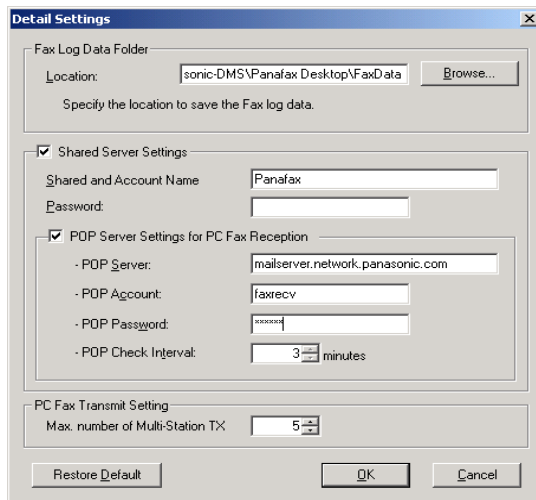 Detail Settings
Fax Log Data Folder
Location: sonic-DMS\Panafax Desktop\FaxData Browse...
Specify the location to save the Fax log data.
Shared Server Settings
Shared and Account Name Panafax
Password:
POP Server Settings for PC Fax Reception
- POP Server: mailserver.network.panasonic.com
- POP Account: faxrecv
- POP Password: ******
- POP Check Interval: 3 minutes
PC Fax Transmit Setting
Max. number of Multi-Station TX 5
Restore Default OK Cancel